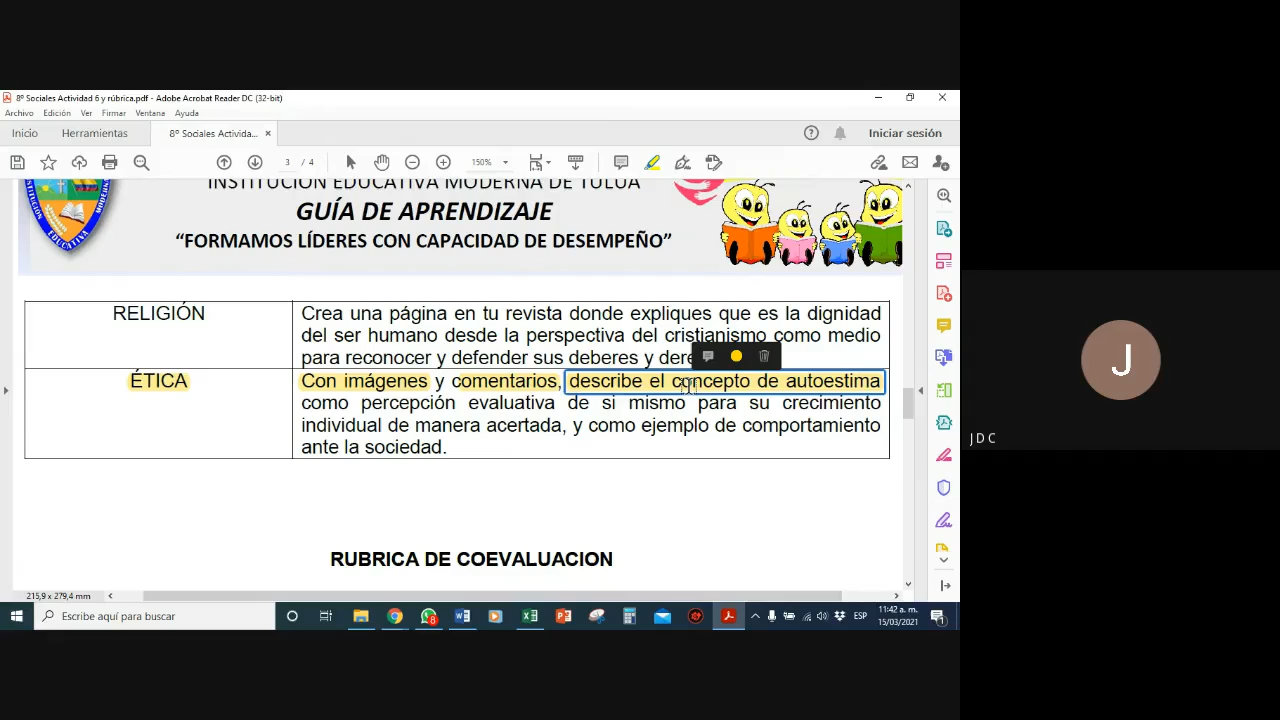 8º Sociales Actividad 6 y rúbrica.pdf - Adobe Acrobat Reader DC (32-bit)
Archivo Edición Ver Firmar Ventana Ayuda
Inicio Herramientas 8º Sociales Activida... × Iniciar sesión
3 / 4 150%
INSTITUCIÓN EDUCATIVA MODERNA DE TULUÁ
GUÍA DE APRENDIZAJE
“FORMAMOS LÍDERES CON CAPACIDAD DE DESEMPEÑO”
EDUCATIVA
RELIGIÓN
Crea una página en tu revista donde expliques que es la dignidad
del ser humano desde la perspectiva del cristianismo como medio
para reconocer y defender sus deberes y dere
ÉTICA
Con imágenes y comentarios, describe el concepto de autoestima
como percepción evaluativa de si mismo para su crecimiento
individual de manera acertada, y como ejemplo de comportamiento
ante la sociedad.
RUBRICA DE COEVALUACION
215,9 x 279,4 mm
Escribe aquí para buscar
8
ESP
11:42 a. m.
15/03/2021
1
J
J D C